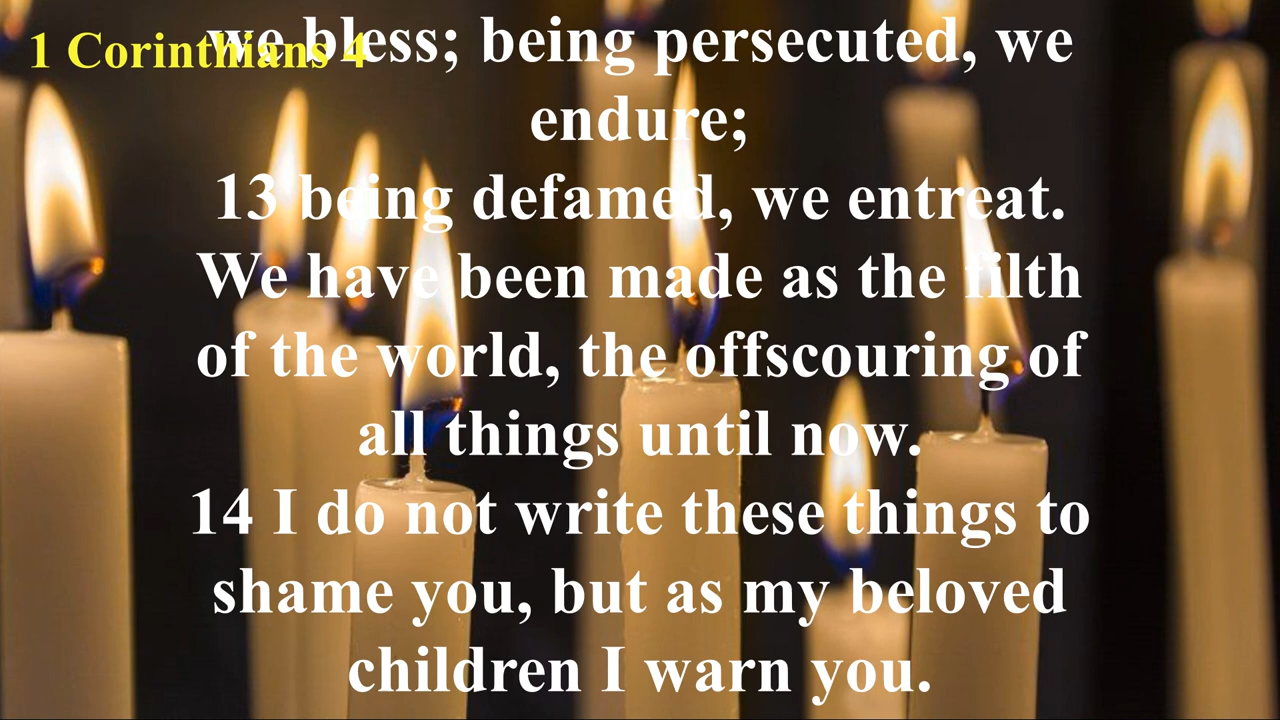 1 Corinthians 4
we bless; being persecuted, we
endure;
13 being defamed, we entreat.
We have been made as the filth
of the world, the offscouring of
all things until now.
14 I do not write these things to
shame you, but as my beloved
children I warn you.